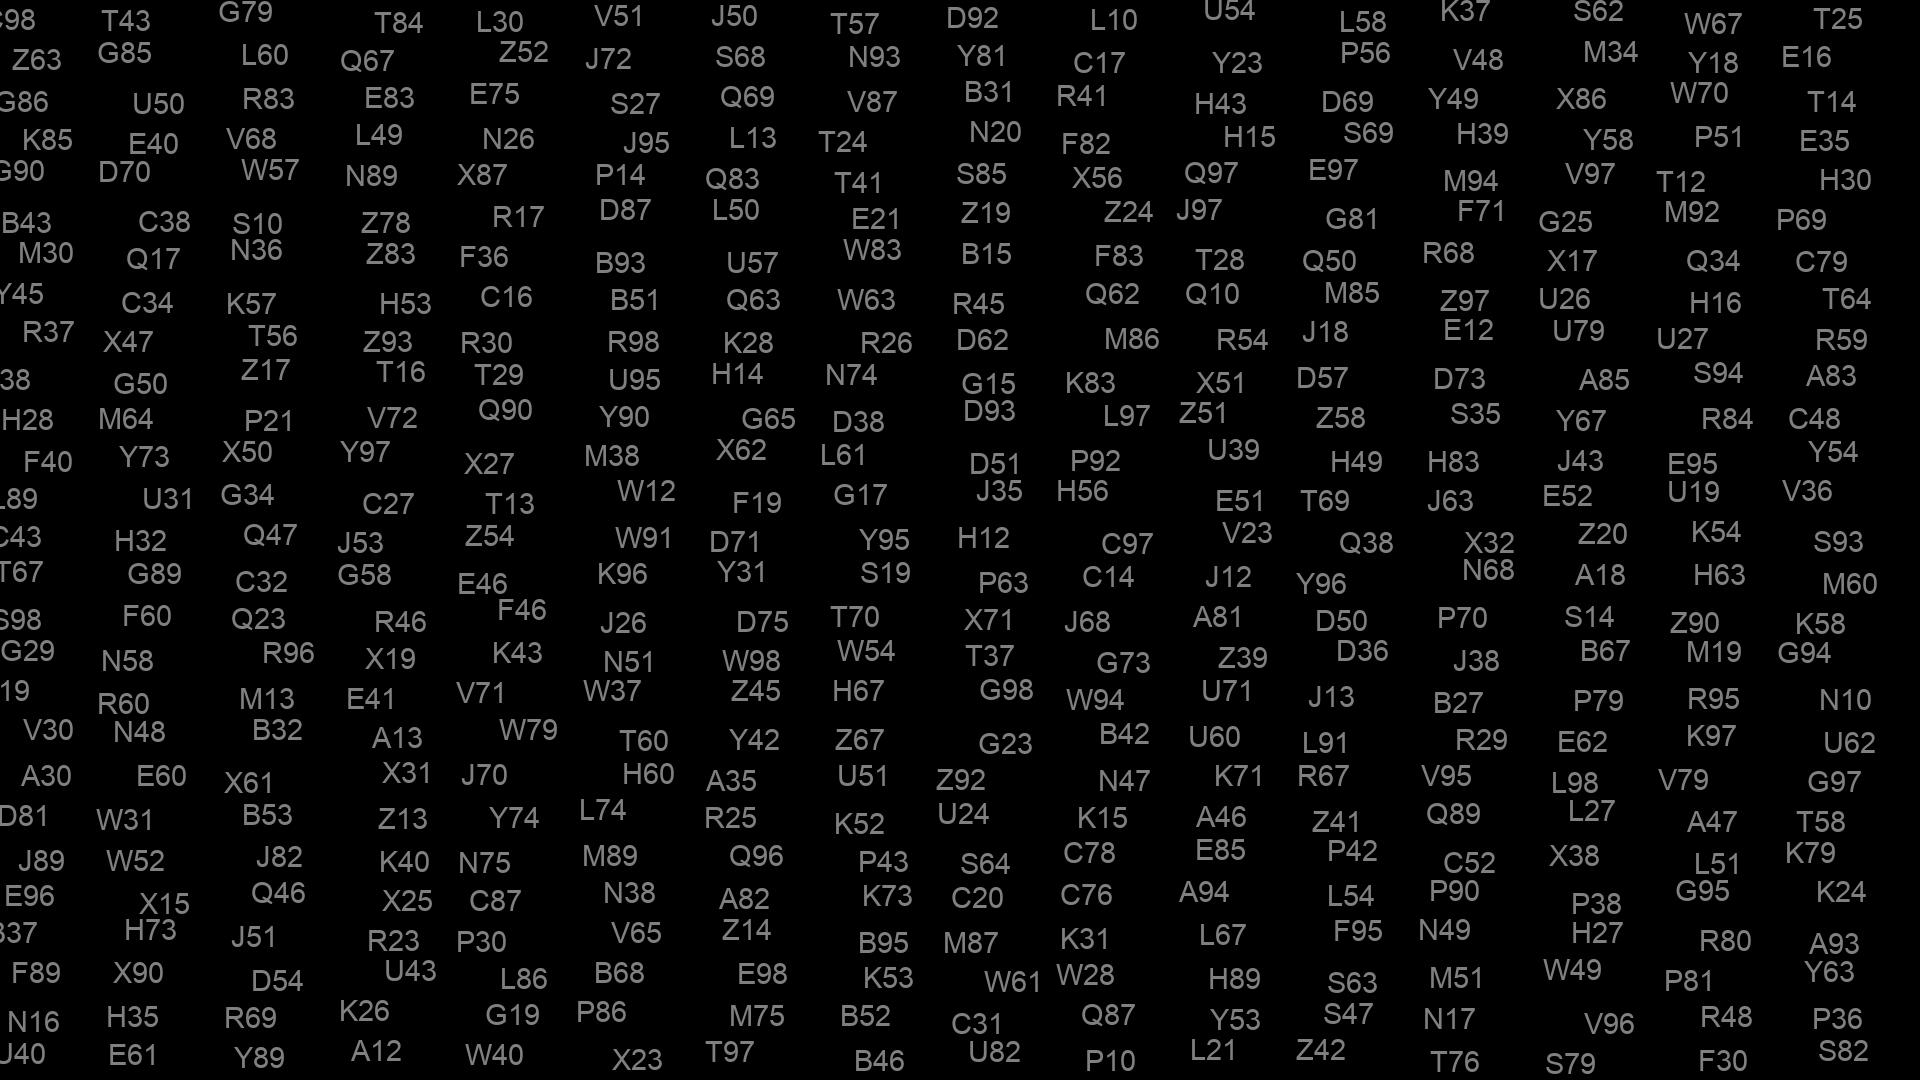 C98 T43 G79 T84 L30 V51 J50 T57 D92 L10 U54 L58 K37 S62 W67 T25
Z63 G85 L60 Q67 Z52 J72 S68 N93 Y81 C17 Y23 P56 V48 M34 Y18 E16
G86 U50 R83 E83 E75 S27 Q69 V87 B31 R41 H43 D69 Y49 X86 W70 T14
K85 E40 V68 L49 N26 J95 L13 T24 N20 F82 H15 S69 H39 Y58 P51 E35
G90 D70 W57 N89 X87 P14 Q83 T41 S85 X56 Q97 E97 M94 V97 T12 H30
B43 C38 S10 Z78 R17 D87 L50 E21 Z19 Z24 J97 G81 F71 G25 M92 P69
M30 Q17 N36 Z83 F36 B93 U57 W83 B15 F83 T28 Q50 R68 X17 Q34 C79
Y45 C34 K57 H53 C16 B51 Q63 W63 R45 Q62 Q10 M85 Z97 U26 H16 T64
R37 X47 T56 Z93 R30 R98 K28 R26 D62 M86 R54 J18 E12 U79 U27 R59
38 G50 Z17 T16 T29 U95 H14 N74 G15 K83 X51 D57 D73 A85 S94 A83
H28 M64 P21 V72 Q90 Y90 G65 D38 D93 L97 Z51 Z58 S35 Y67 R84 C48
F40 Y73 X50 Y97 X27 M38 X62 L61 D51 P92 U39 H49 H83 J43 E95 Y54
L89 U31 G34 C27 T13 W12 F19 G17 J35 H56 E51 T69 J63 E52 U19 V36
C43 H32 Q47 J53 Z54 W91 D71 Y95 H12 C97 V23 Q38 X32 Z20 K54 S93
T67 G89 C32 G58 E46 K96 Y31 S19 P63 C14 J12 Y96 N68 A18 H63 M60
S98 F60 Q23 R46 F46 J26 D75 T70 X71 J68 A81 D50 P70 S14 Z90 K58
G29 N58 R96 X19 K43 N51 W98 W54 T37 G73 Z39 D36 J38 B67 M19 G94
19 R60 M13 E41 V71 W37 Z45 H67 G98 W94 U71 J13 B27 P79 R95 N10
V30 N48 B32 A13 W79 T60 Y42 Z67 G23 B42 U60 L91 R29 E62 K97 U62
A30 E60 X61 X31 J70 H60 A35 U51 Z92 N47 K71 R67 V95 L98 V79 G97
D81 W31 B53 Z13 Y74 L74 R25 K52 U24 K15 A46 Z41 Q89 L27 A47 T58
J89 W52 J82 K40 N75 M89 Q96 P43 S64 C78 E85 P42 C52 X38 L51 K79
E96 X15 Q46 X25 C87 N38 A82 K73 C20 C76 A94 L54 P90 P38 G95 K24
B37 H73 J51 R23 P30 V65 Z14 B95 M87 K31 L67 F95 N49 H27 R80 A93
F89 X90 D54 U43 L86 B68 E98 K53 W61 W28 H89 S63 M51 W49 P81 Y63
N16 H35 R69 K26 G19 P86 M75 B52 C31 Q87 Y53 S47 N17 V96 R48 P36
U40 E61 Y89 A12 W40 X23 T97 B46 U82 P10 L21 Z42 T76 S79 F30 S82